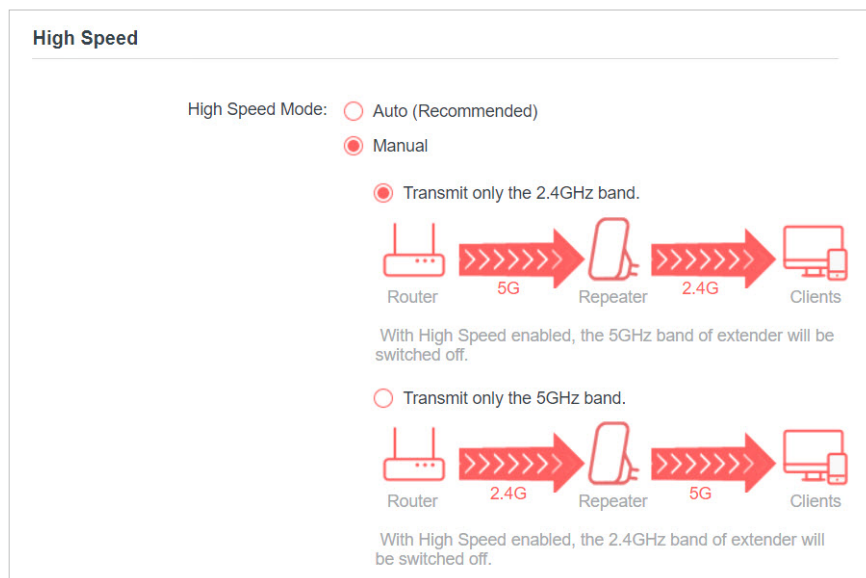 High Speed
High Speed Mode: Auto (Recommended)
Manual
Transmit only the 2.4GHz band.
5G 2.4G
Router Repeater Clients
With High Speed enabled, the 5GHz band of extender will be
switched off.
Transmit only the 5GHz band.
2.4G 5G
Router Repeater Clients
With High Speed enabled, the 2.4GHz band of extender will
be switched off.